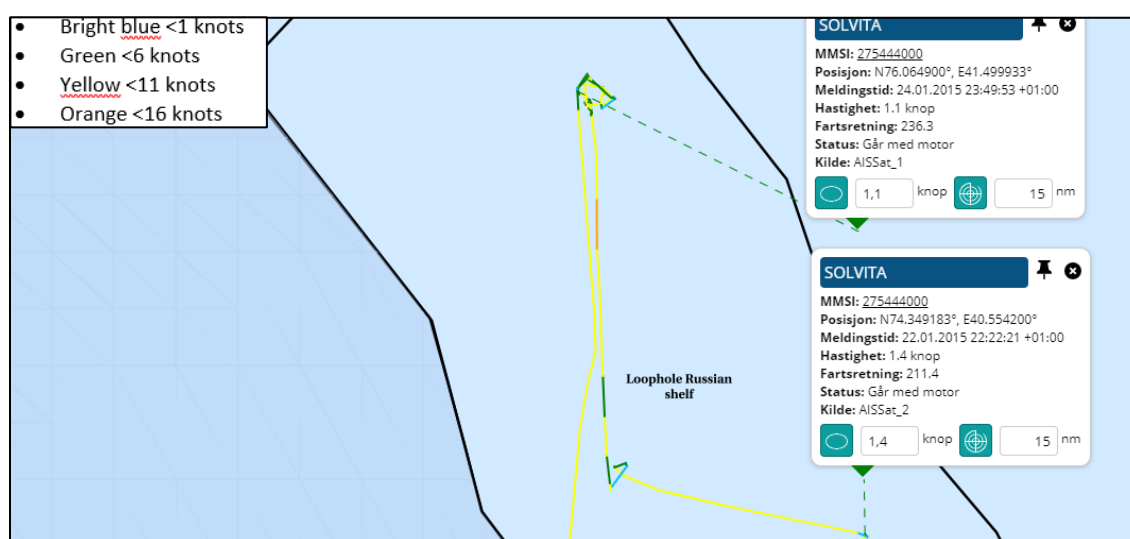 • Bright blue <1 knots
• Green <6 knots
• Yellow <11 knots
• Orange <16 knots
SOLVITA
MMSI: 275444000
Posisjon: N76.064900°, E41.499933°
Meldingstid: 24.01.2015 23:49:53 +01:00
Hastighet: 1.1 knop
Fartsretning: 236.3
Status: Går med motor
Kilde: AISSat_1
1,1 knop 15 nm
SOLVITA
MMSI: 275444000
Posisjon: N74.349183°, E40.554200°
Meldingstid: 22.01.2015 22:22:21 +01:00
Hastighet: 1.4 knop
Fartsretning: 211.4
Status: Går med motor
Kilde: AISSat_2
1,4 knop 15 nm
Loophole Russian
shelf